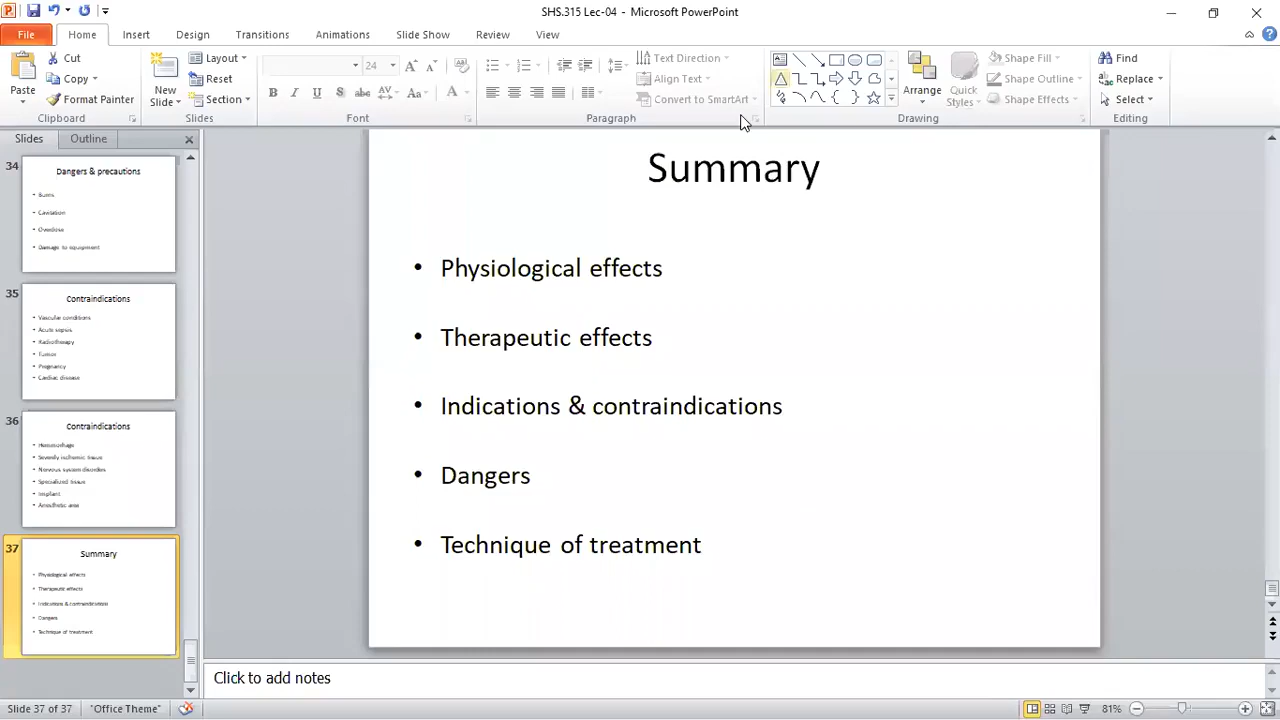 SHS.315 Lec-04 - Microsoft PowerPoint
File Home Insert Design Transitions Animations Slide Show Review View
Paste
Cut
Copy
Format Painter
Clipboard
New Slide
Layout
Reset
Section
Slides
24
Font
Text Direction
Align Text
Convert to SmartArt
Paragraph
Arrange
Quick Styles
Shape Fill
Shape Outline
Shape Effects
Drawing
Find
Replace
Select
Editing
Slides Outline
34
Dangers & precautions
• Burns
• Cavitation
• Overdose
• Damage to equipment
35
Contraindications
• Vascular conditions
• Acute sepsis
• Radiotherapy
• Tumor
• Pregnancy
• Cardiac disease
36
Contraindications
• Hemorrhage
• Severely ischemic tissue
• Nervous system disorders
• Specialized tissue
• Implant
• Anesthetic area
37
Summary
• Physiological effects
• Therapeutic effects
• Indications & contraindications
• Dangers
• Technique of treatment
Summary
• Physiological effects
• Therapeutic effects
• Indications & contraindications
• Dangers
• Technique of treatment
Click to add notes
Slide 37 of 37 "Office Theme" 81%